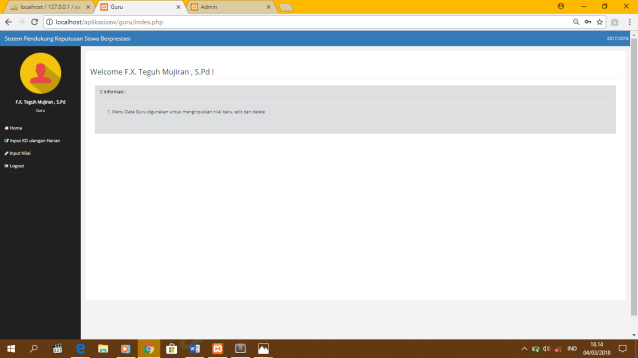 localhost / 127.0.0.1 / sa
Guru
Admin
localhost/aplikasisaw/guru/index.php
Sistem Pendukung Keputusan Siswa Berprestasi
2017/2018
Welcome F.X. Teguh Mujiran , S.Pd !
Informasi :
1. Menu Data Guru digunakan untuk menginputkan nilai baru, edit dan delete
F.X. Teguh Mujiran , S.Pd
Guru
Home
Input KD ulangan Harian
Input Nilai
Logout
IND
18.14
04/03/2018